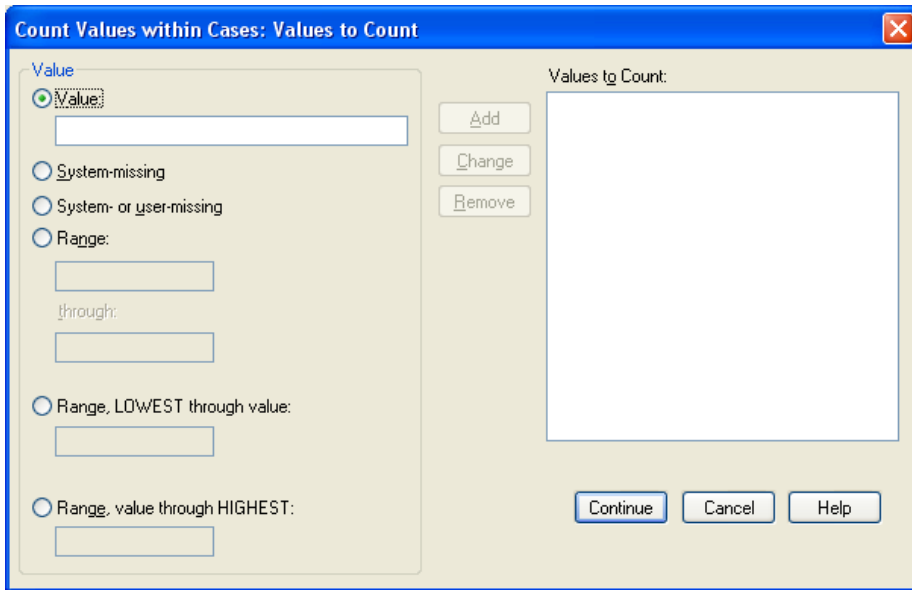 Count Values within Cases: Values to Count
Value
Value:
System-missing
System- or user-missing
Range:
through:
Range, LOWEST through value:
Range, value through HIGHEST:
Add
Change
Remove
Values to Count:
Continue Cancel Help